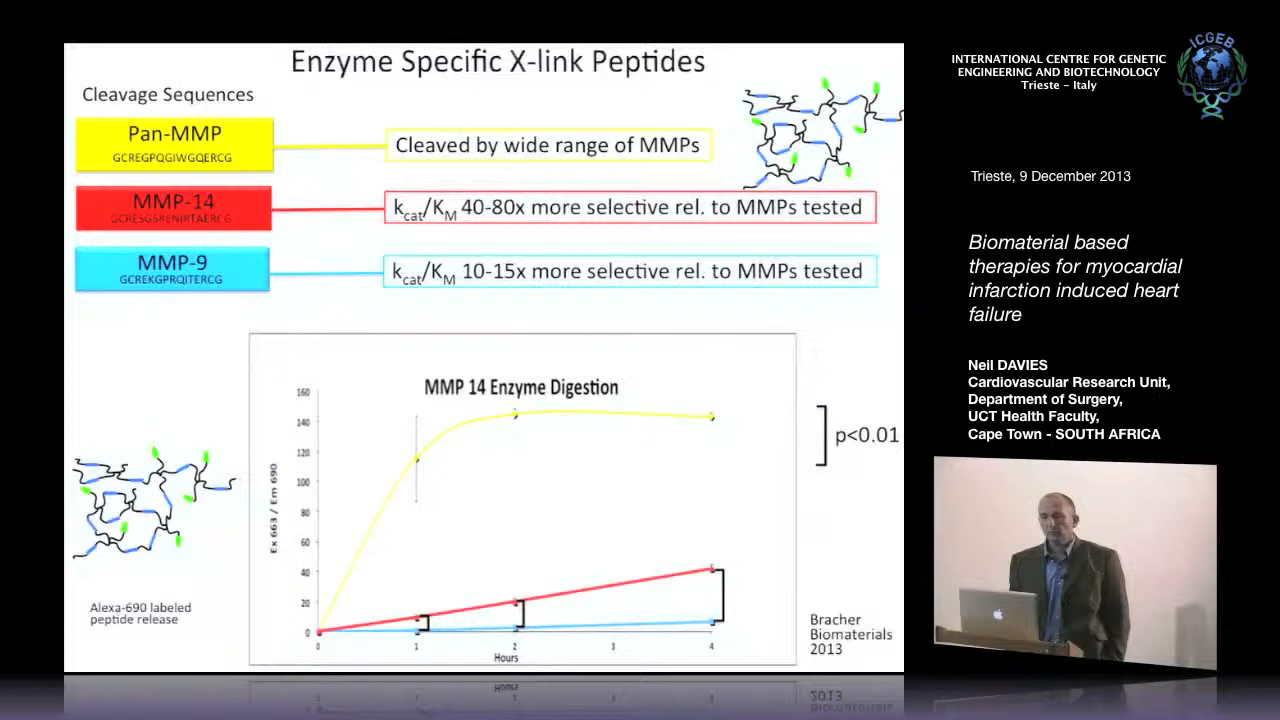 Enzyme Specific X-link Peptides
Cleavage Sequences
Pan-MMP
GCREGPQGIWGQERCG
Cleaved by wide range of MMPs
MMP-14
kcat/KM 40-80x more selective rel. to MMPs tested
MMP-9
GCREKGPRQITERCG
kcat/KM 10-15x more selective rel. to MMPs tested
MMP 14 Enzyme Digestion
160
140
120
100
80
60
40
20
0
Ex 663 / Em 690
0 1 2 3 4
Hours
p<0.01
Alexa-690 labeled
peptide release
Bracher
Biomaterials
2013
ICGEB
INTERNATIONAL CENTRE FOR GENETIC
ENGINEERING AND BIOTECHNOLOGY
Trieste - Italy
Trieste, 9 December 2013
Biomaterial based
therapies for myocardial
infarction induced heart
failure
Neil DAVIES
Cardiovascular Research Unit,
Department of Surgery,
UCT Health Faculty,
Cape Town - SOUTH AFRICA